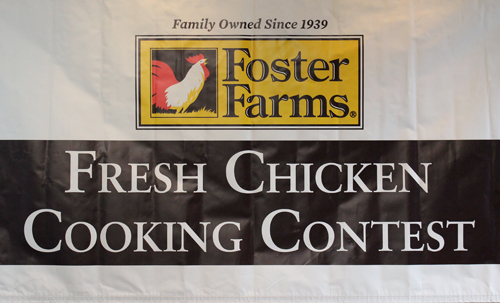 Family Owned Since 1939
Foster
Farms®
FRESH CHICKEN
COOKING CONTEST